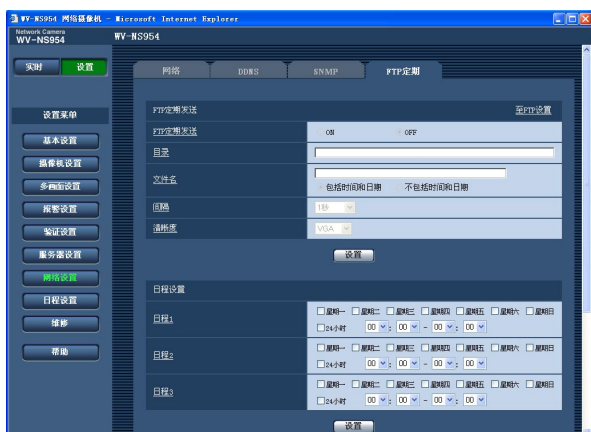 WV-NS954 网络摄像机 - Microsoft Internet Explorer
Network Camera
WV-NS954
WV-NS954
实时 设置
网络 DDNS SNMP FTP定期
设置菜单
基本设置
摄像机设置
多画面设置
报警设置
验证设置
服务器设置
网络设置
日程设置
维修
帮助
FTP定期发送 至FTP设置
FTP定期发送 ON OFF
目录
文件名
包括时间和日期 不包括时间和日期
间隔 1秒
清晰度 VGA
设置
日程设置
日程1 星期一 星期二 星期三 星期四 星期五 星期六 星期日
24小时 00 : 00 - 00 : 00
日程2 星期一 星期二 星期三 星期四 星期五 星期六 星期日
24小时 00 : 00 - 00 : 00
日程3 星期一 星期二 星期三 星期四 星期五 星期六 星期日
24小时 00 : 00 - 00 : 00
设置